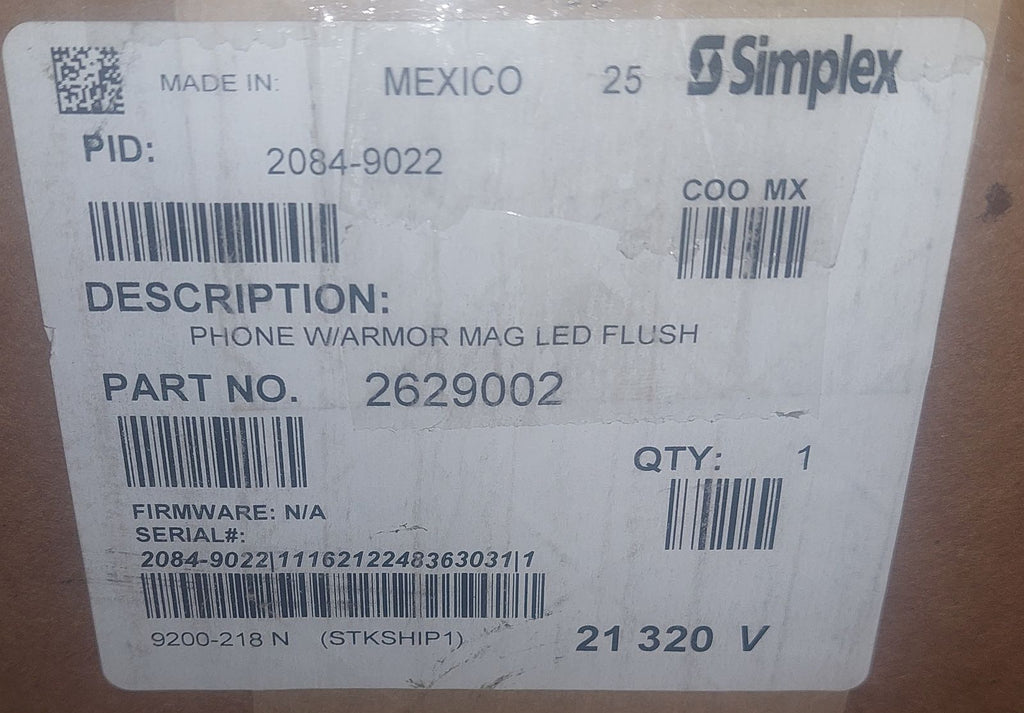 MADE IN: MEXICO 25 Simplex
PID: 2084-9022
COO MX
DESCRIPTION:
PHONE W/ARMOR MAG LED FLUSH
PART NO. 2629002
QTY: 1
FIRMWARE: N/A
SERIAL#:
2084-9022|1116212248363031|1
9200-218 N (STKSHIP1) 21 320 V